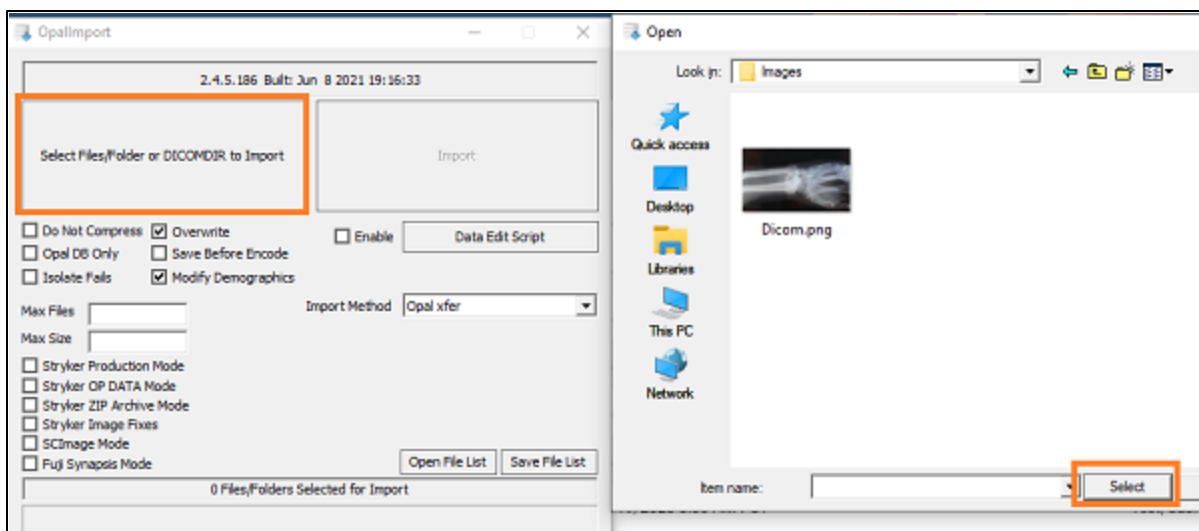 OpalImport
2.4.5.186 Built: Jun 8 2021 19:16:33
Select Files/Folder or DICOMDIR to Import
Import
Do Not Compress
Overwrite
Enable
Data Edit Script
Opal DB Only
Save Before Encode
Isolate Fails
Modify Demographics
Max Files
Import Method
Opal xfer
Max Size
Stryker Production Mode
Stryker OP DATA Mode
Stryker ZIP Archive Mode
Stryker Image Fixes
SCImage Mode
Fuji Synapsis Mode
Open File List
Save File List
0 Files/Folders Selected for Import
Open
Look in:
Images
Quick access
Desktop
Libraries
This PC
Network
Dicom.png
Item name:
Select